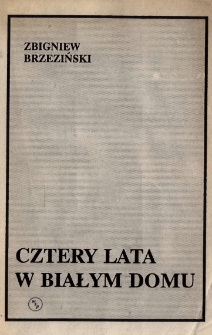 ZBIGNIEW
BRZEZIŃSKI
CZTERY LATA
W BIAŁYM DOMU